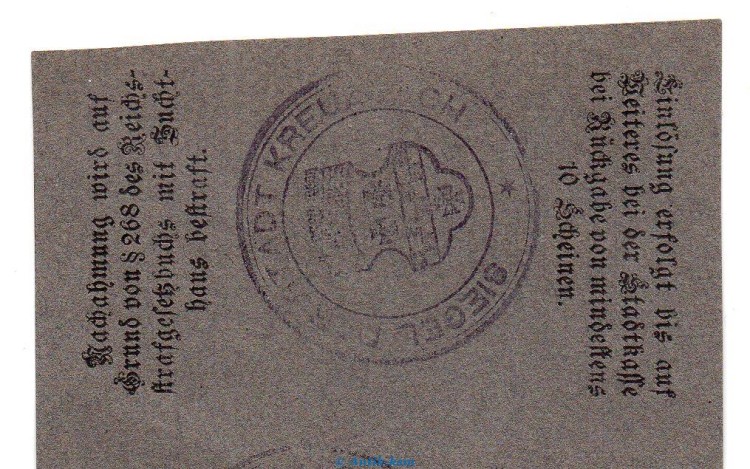 Nachahmung wird auf
Grund von § 268 des Reichs-
strafgesetzbuchs mit Zucht-
haus bestraft.
SIEGEL DER STADT KREUZNACH *
Einlösung erfolgt bis auf
Weiteres bei der Stadtkasse
bei Rückgabe von mindestens
10 Scheinen.